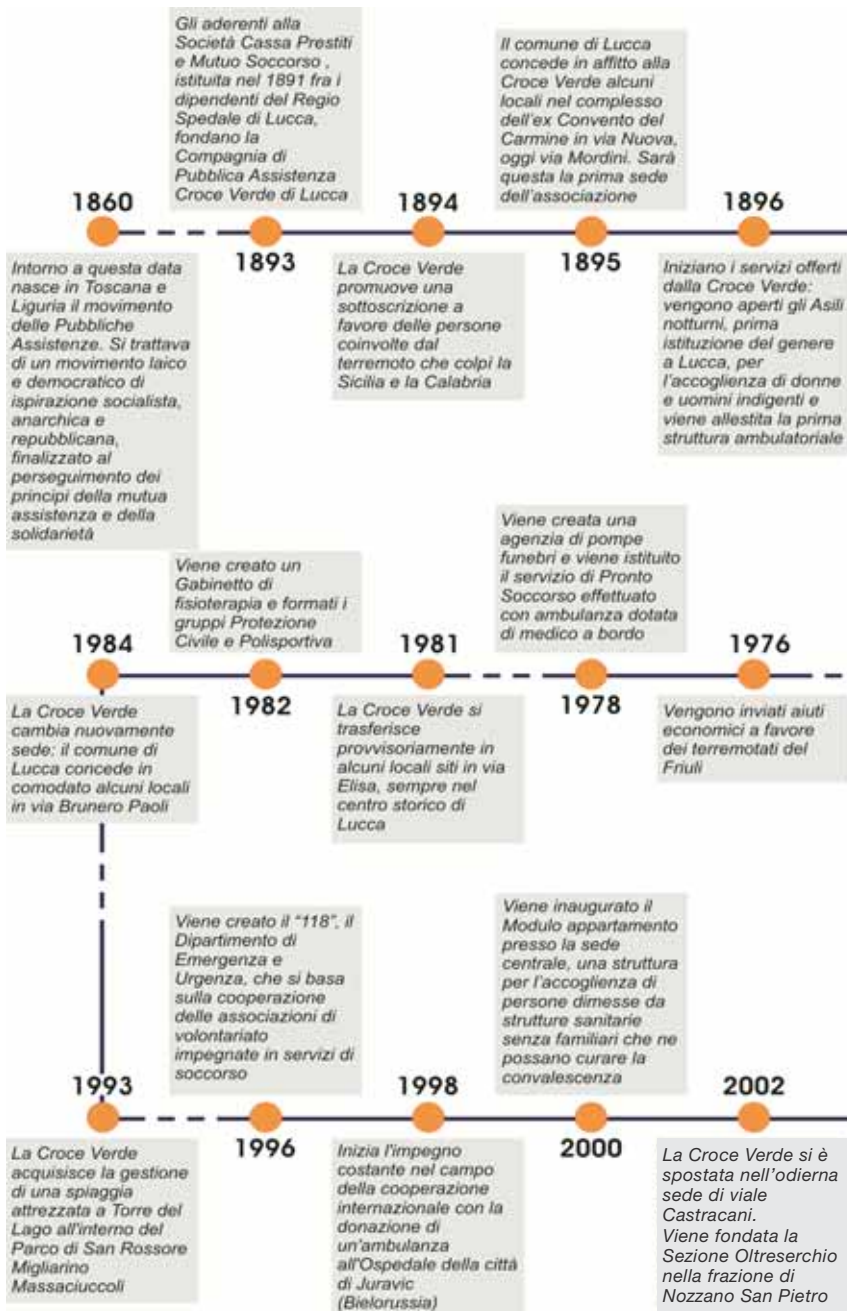 1860
Intorno a questa data
nasce in Toscana e
Liguria il movimento
delle Pubbliche
Assistenze. Si trattava
di un movimento laico
e democratico di
ispirazione socialista,
anarchica e
repubblicana,
finalizzato al
perseguimento dei
principi della mutua
assistenza e della
solidarietà
Gli aderenti alla
Società Cassa Prestiti
e Mutuo Soccorso ,
istituita nel 1891 fra i
dipendenti del Regio
Spedale di Lucca,
fondano la
Compagnia di
Pubblica Assistenza
Croce Verde di Lucca
1893
1894
La Croce Verde
promuove una
sottoscrizione a
favore delle persone
coinvolte dal
terremoto che colpì la
Sicilia e la Calabria
Il comune di Lucca
concede in affitto alla
Croce Verde alcuni
locali nel complesso
dell'ex Convento del
Carmine in via Nuova,
oggi via Mordini. Sarà
questa la prima sede
dell'associazione
1895
1896
Iniziano i servizi offerti
dalla Croce Verde:
vengono aperti gli Asili
notturni, prima
istituzione del genere
a Lucca, per
l'accoglienza di donne
e uomini indigenti e
viene allestita la prima
struttura ambulatoriale
1984
La Croce Verde
cambia nuovamente
sede: il comune di
Lucca concede in
comodato alcuni locali
in via Brunero Paoli
Viene creato un
Gabinetto di
fisioterapia e formati i
gruppi Protezione
Civile e Polisportiva
1982
1981
La Croce Verde si
trasferisce
provvisoriamente in
alcuni locali siti in via
Elisa, sempre nel
centro storico di
Lucca
Viene creata una
agenzia di pompe
funebri e viene istituito
il servizio di Pronto
Soccorso effettuato
con ambulanza dotata
di medico a bordo
1978
1976
Vengono inviati aiuti
economici a favore
dei terremotati del
Friuli
1993
La Croce Verde
acquisisce la gestione
di una spiaggia
attrezzata a Torre del
Lago all'interno del
Parco di San Rossore
Migliarino
Massaciuccoli
Viene creato il "118", il
Dipartimento di
Emergenza e
Urgenza, che si basa
sulla cooperazione
delle associazioni di
volontariato
impegnate in servizi di
soccorso
1996
1998
Inizia l'impegno
costante nel campo
della cooperazione
internazionale con la
donazione di
un'ambulanza
all'Ospedale della città
di Juravic
(Bielorussia)
Viene inaugurato il
Modulo appartamento
presso la sede
centrale, una struttura
per l'accoglienza di
persone dimesse da
strutture sanitarie
senza familiari che ne
possano curare la
convalescenza
2000
2002
La Croce Verde si è
spostata nell'odierna
sede di viale
Castracani.
Viene fondata la
Sezione Oltreserchio
nella frazione di
Nozzano San Pietro